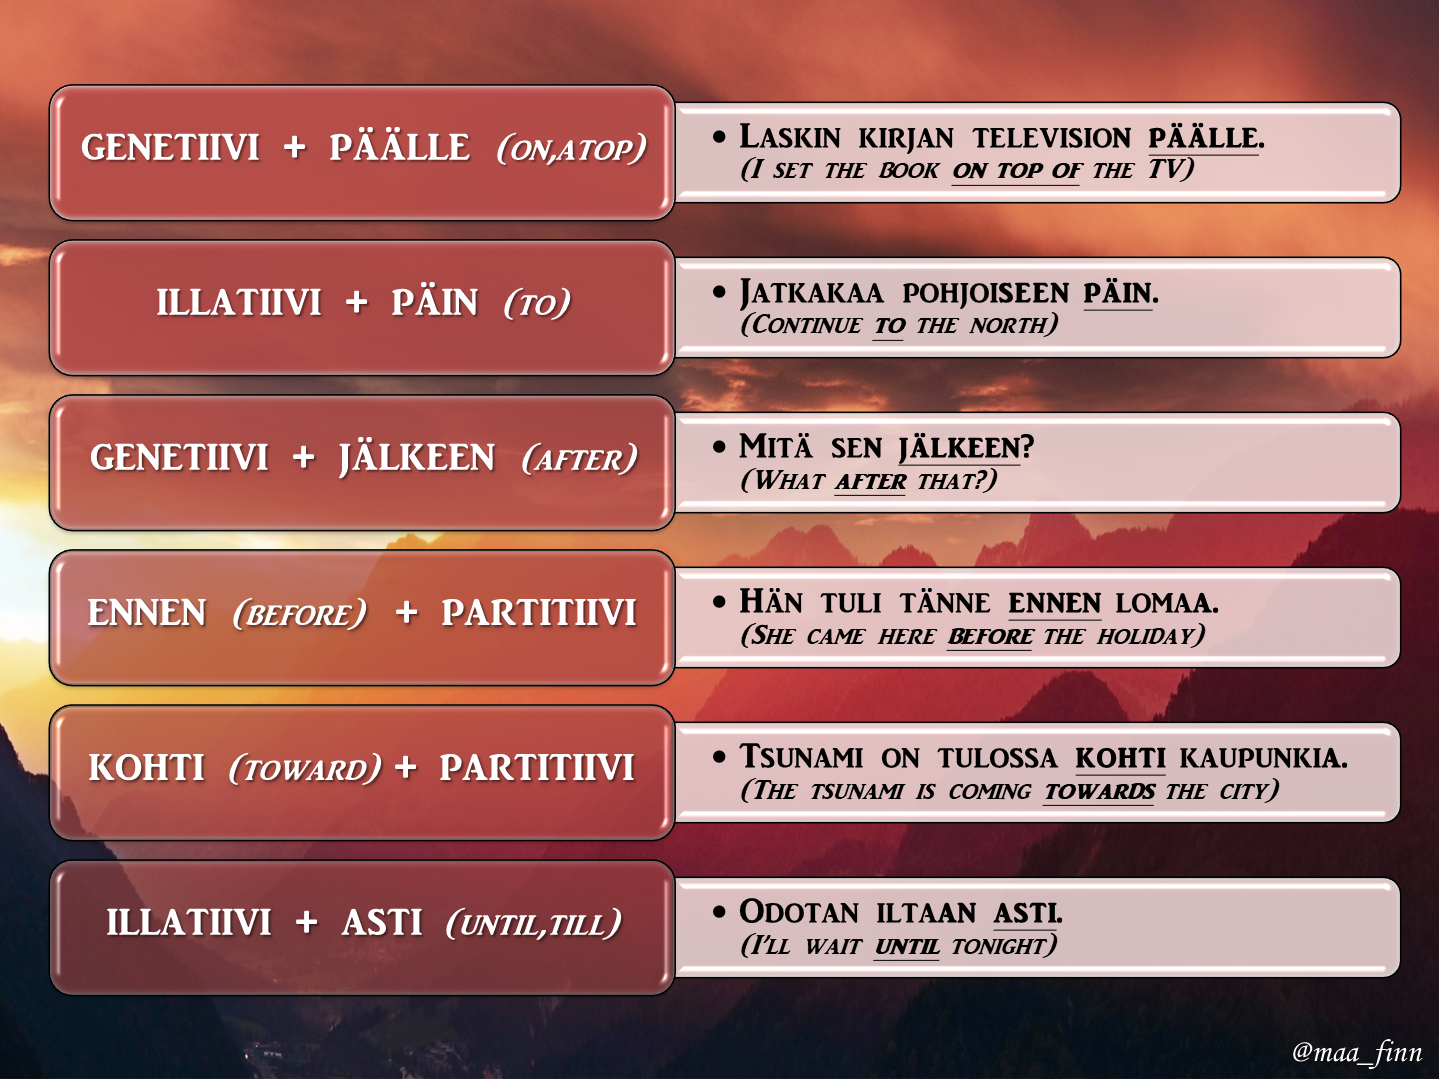 GENETIIVI + PÄÄLLE (ON,ATOP)
• LASKIN KIRJAN TELEVISION PÄÄLLE.
(I SET THE BOOK ON TOP OF THE TV)
ILLATIIVI + PÄIN (TO)
• JATKAKAA POHJOISEEN PÄIN.
(CONTINUE TO THE NORTH)
GENETIIVI + JÄLKEEN (AFTER)
• MITÄ SEN JÄLKEEN?
(WHAT AFTER THAT?)
ENNEN (BEFORE) + PARTITIIVI
• HÄN TULI TÄNNE ENNEN LOMAA.
(SHE CAME HERE BEFORE THE HOLIDAY)
KOHTI (TOWARD) + PARTITIIVI
• TSUNAMI ON TULOSSA KOHTI KAUPUNKIA.
(THE TSUNAMI IS COMING TOWARDS THE CITY)
ILLATIIVI + ASTI (UNTIL,TILL)
• ODOTAN ILTAAN ASTI.
(I'LL WAIT UNTIL TONIGHT)
@maa_finn